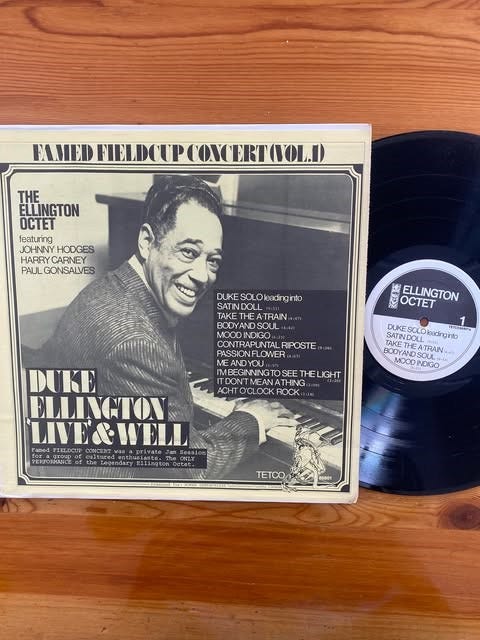 FAMED FIELDCUP CONCERT (VOL.1)
THE
ELLINGTON
OCTET
featuring
JOHNNY HODGES
HARRY CARNEY
PAUL GONSALVES
DUKE SOLO leading into
SATIN DOLL
TAKE THE A-TRAIN
BODY AND SOUL
MOOD INDIGO
CONTRAPUNTAL RIPOSTE
PASSION FLOWER
ME AND YOU
I'M BEGINNING TO SEE THE LIGHT
IT DON'T MEAN A THING
ACHT O'CLOCK ROCK
DUKE
ELLINGTON
'LIVE' & WELL
Famed FIELDCUP CONCERT was a private Jam Session
for a group of cultured enthusiasts. The ONLY
PERFORMANCE of the Legendary Ellington Octet.
TETCO
ELLINGTON
OCTET
1
DUKE SOLO leading into
SATIN DOLL
TAKE THE A-TRAIN
BODY AND SOUL
MOOD INDIGO